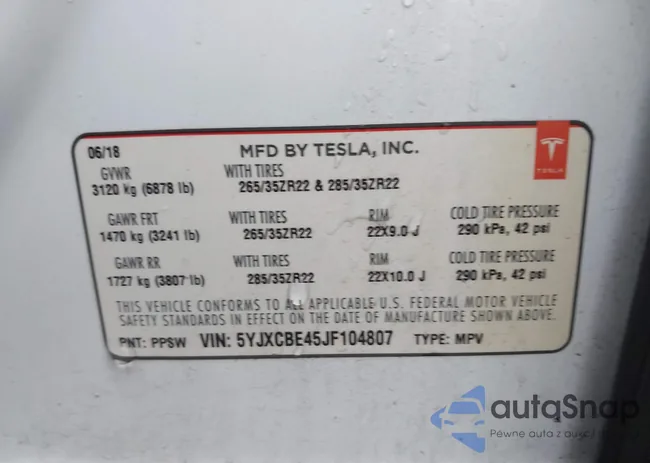 06/18 MFD BY TESLA, INC.
GVWR WITH TIRES
3120 kg (6878 lb) 265/35ZR22 & 285/35ZR22
TESLA
GAWR FRT WITH TIRES RIM COLD TIRE PRESSURE
1470 kg (3241 lb) 265/35ZR22 22X9.0 J 290 kPa, 42 psi
GAWR RR WITH TIRES RIM COLD TIRE PRESSURE
1727 kg (3807 lb) 285/35ZR22 22X10.0 J 290 kPa, 42 psi
THIS VEHICLE CONFORMS TO ALL APPLICABLE U.S. FEDERAL MOTOR VEHICLE
SAFETY STANDARDS IN EFFECT ON THE DATE OF MANUFACTURE SHOWN ABOVE.
PNT: PPSW VIN: 5YJXCBE45JF104807 TYPE: MPV
autoSnap
Pewne auta z aukcji